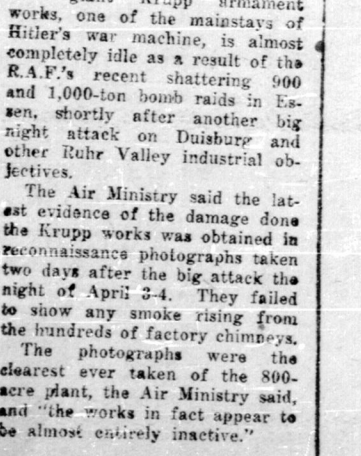 Krupp armament
works, one of the mainstays of
Hitler's war machine, is almost
completely idle as a result of the
R.A.F.'s recent shattering 900
and 1,000-ton bomb raids in Es-
sen, shortly after another big
night attack on Duisburg and
other Ruhr Valley industrial ob-
jectives.
The Air Ministry said the lat-
est evidence of the damage done
the Krupp works was obtained in
reconnaissance photographs taken
two days after the big attack the
night of April 3-4. They failed
to show any smoke rising from
the hundreds of factory chimneys.
The photographs were the
clearest ever taken of the 800-
acre plant, the Air Ministry said,
and "the works in fact appear to
be almost entirely inactive."